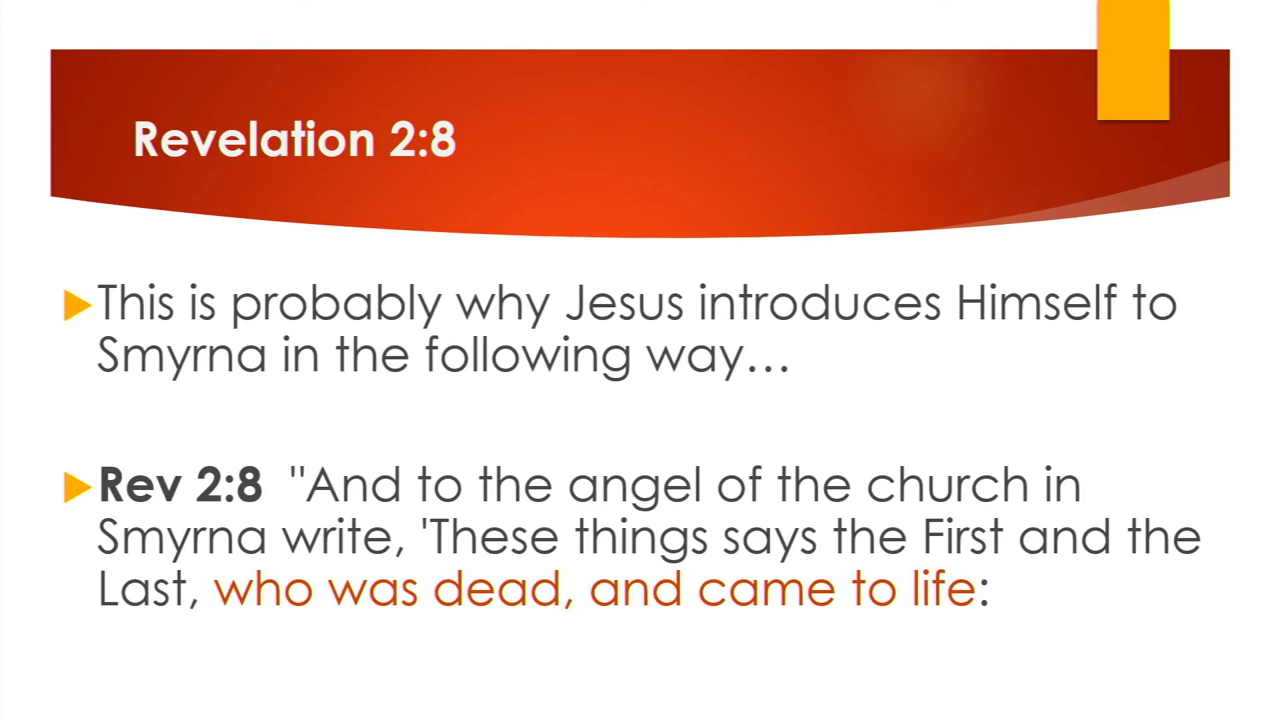 Revelation 2:8
This is probably why Jesus introduces Himself to
Smyrna in the following way…
Rev 2:8  "And to the angel of the church in
Smyrna write, 'These things says the First and the
Last, who was dead, and came to life: